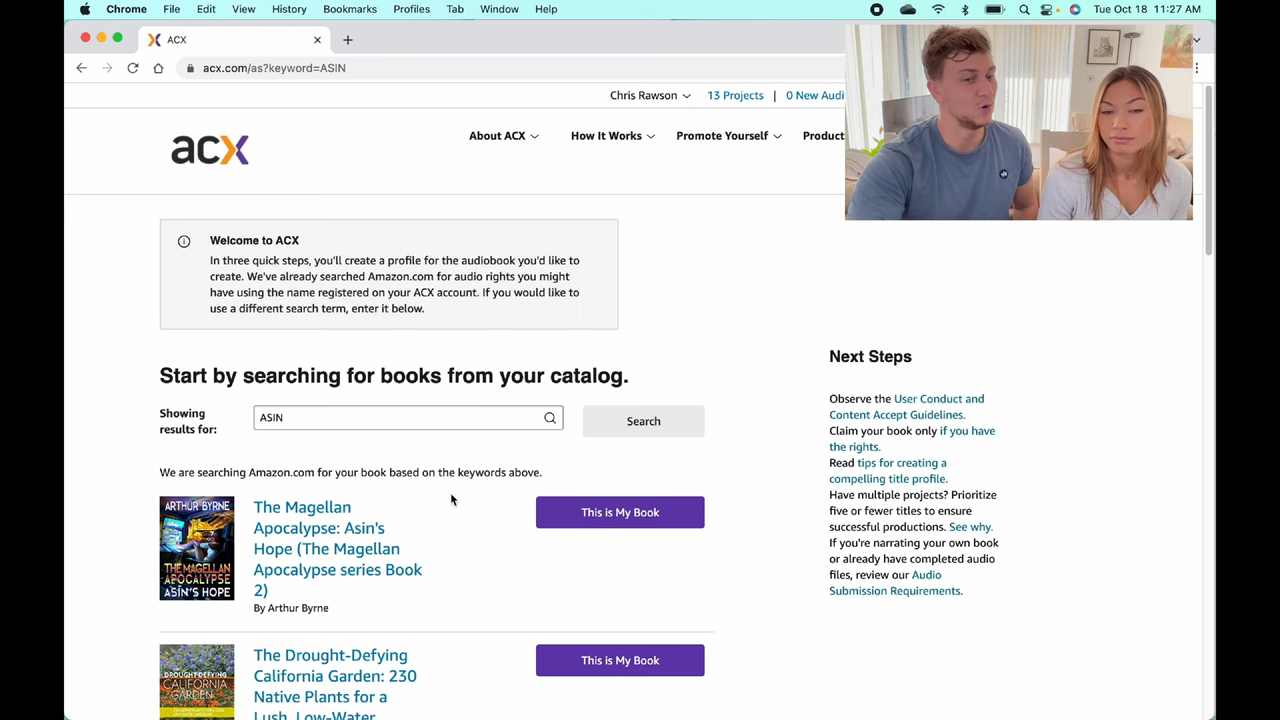 Chrome File Edit View History Bookmarks Profiles Tab Window Help Tue Oct 18 11:27 AM
ACX
acx.com/as?keyword=ASIN
Chris Rawson 13 Projects | 0 New Audi
acx
About ACX How It Works Promote Yourself Product
Welcome to ACX
In three quick steps, you'll create a profile for the audiobook you'd like to
create. We've already searched Amazon.com for audio rights you might
have using the name registered on your ACX account. If you would like to
use a different search term, enter it below.
Start by searching for books from your catalog.
Showing
results for:
ASIN
Search
We are searching Amazon.com for your book based on the keywords above.
ARTHUR BYRNE
THE MAGELLAN
APOCALYPSE
ASIN'S HOPE
The Magellan
Apocalypse: Asin's
Hope (The Magellan
Apocalypse series Book
2)
By Arthur Byrne
This is My Book
DROUGHT-DEFYING
CALIFORNIA
GARDEN
The Drought-Defying
California Garden: 230
Native Plants for a
Lush, Low-Water
This is My Book
Next Steps
Observe the User Conduct and
Content Accept Guidelines.
Claim your book only if you have
the rights.
Read tips for creating a
compelling title profile.
Have multiple projects? Prioritize
five or fewer titles to ensure
successful productions. See why.
If you're narrating your own book
or already have completed audio
files, review our Audio
Submission Requirements.